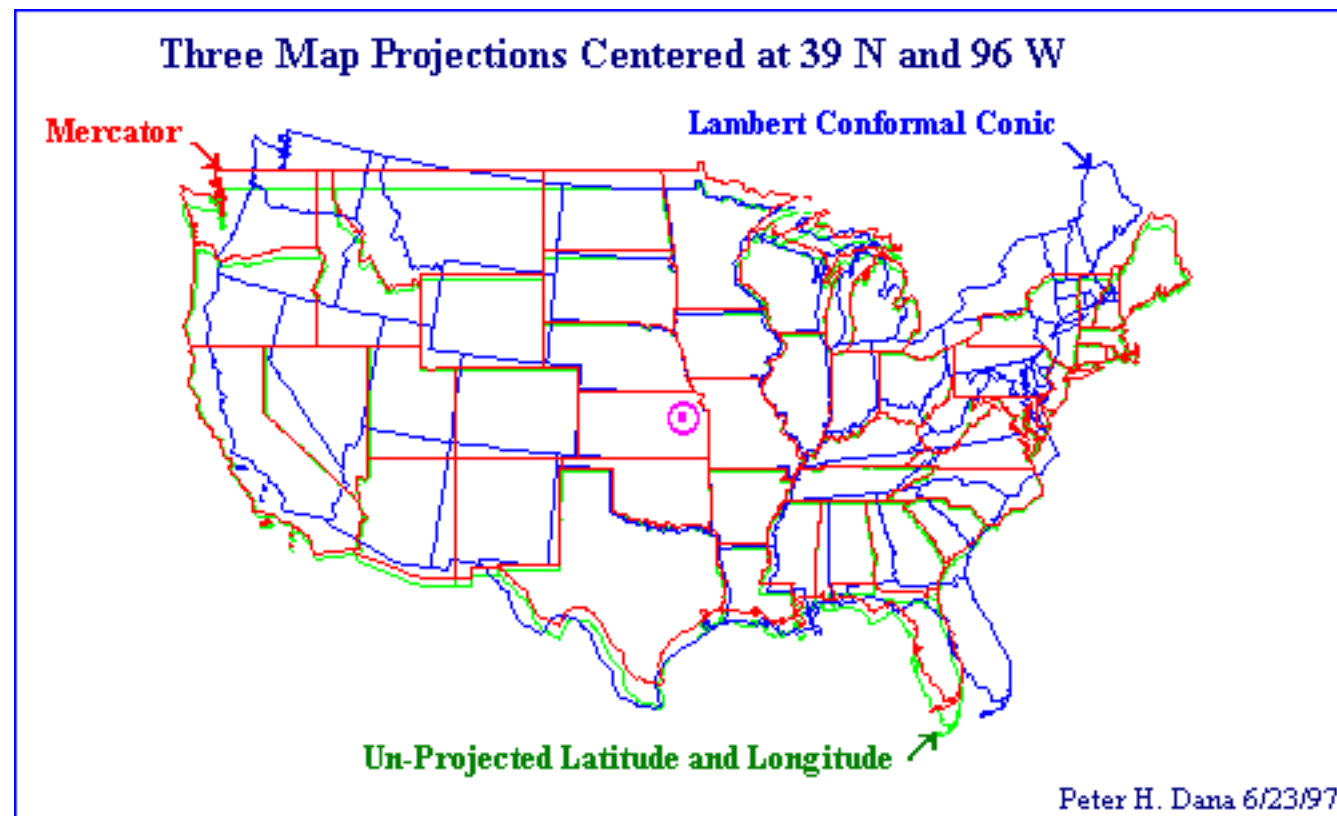 Three Map Projections Centered at 39 N and 96 W
Mercator
Lambert Conformal Conic
Un-Projected Latitude and Longitude
Peter H. Dana 6/23/97